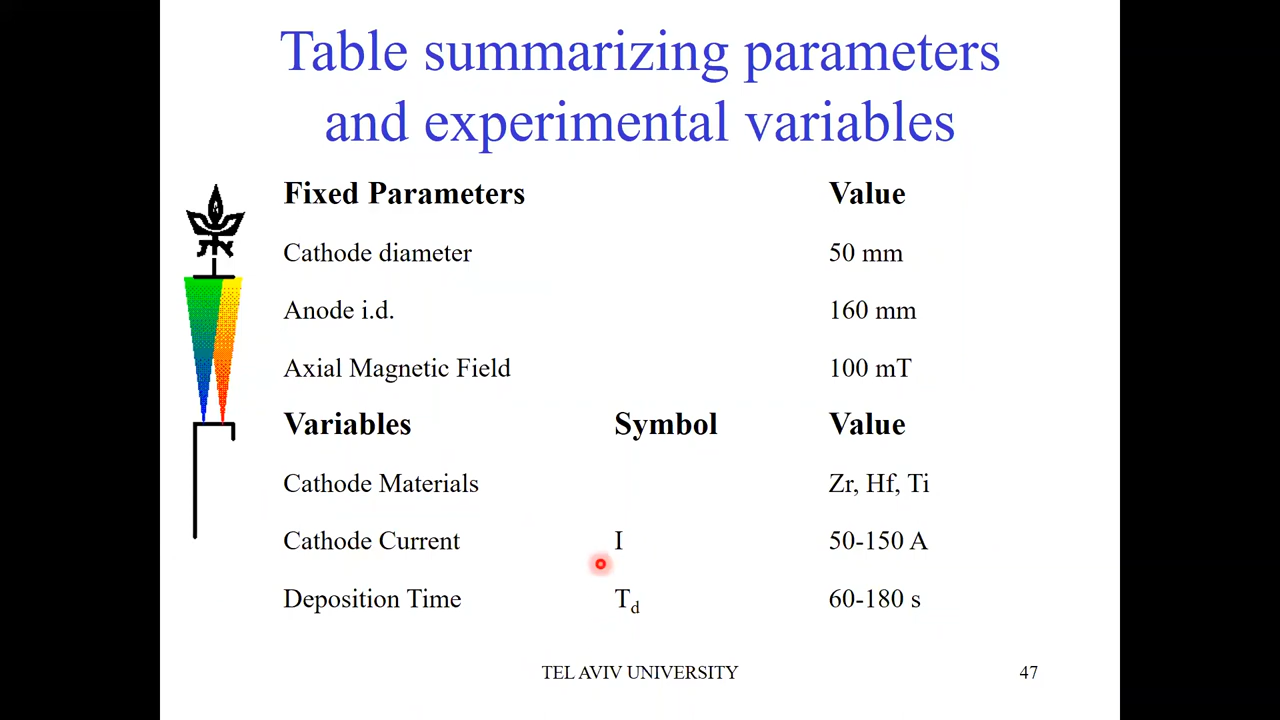 Table summarizing parameters
and experimental variables
Fixed Parameters Value
Cathode diameter 50 mm
Anode i.d. 160 mm
Axial Magnetic Field 100 mT
Variables Symbol Value
Cathode Materials Zr, Hf, Ti
Cathode Current I 50-150 A
Deposition Time Td 60-180 s
TEL AVIV UNIVERSITY 47